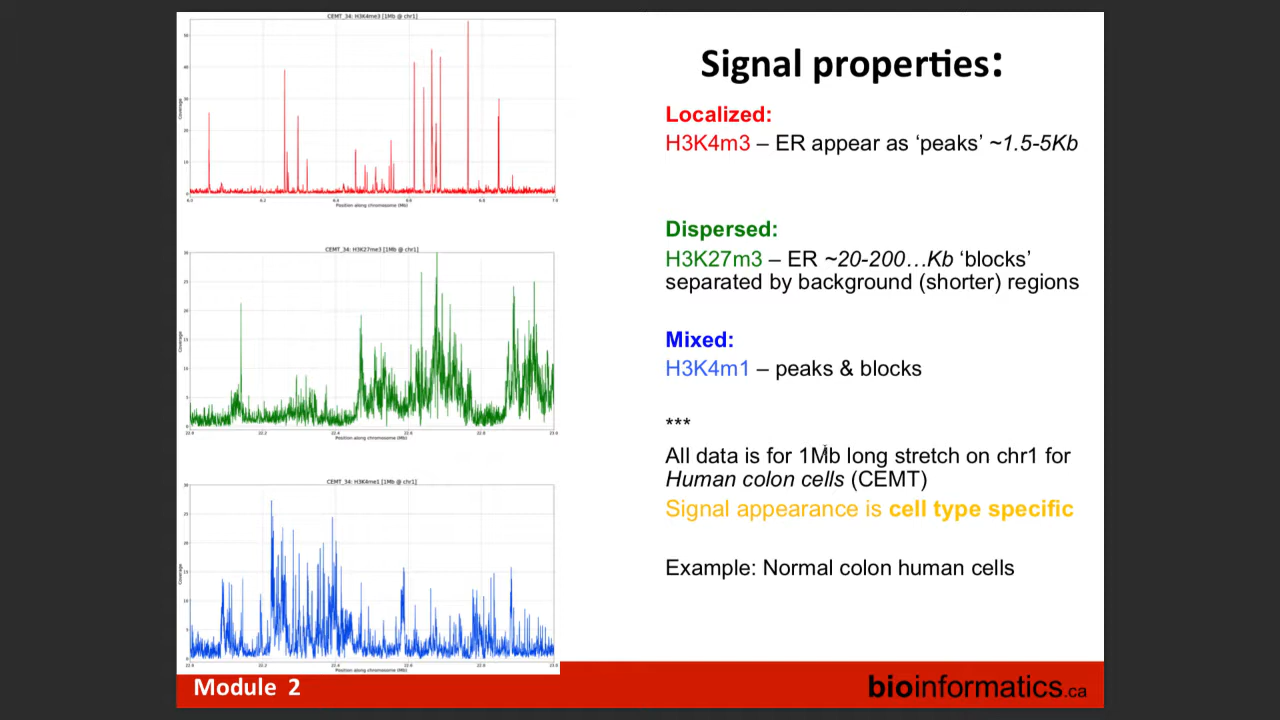 CEMT_34: H3K4me3 [1Mb @ chr1]
Coverage
Position along chromosome (Mb)
CEMT_34: H3K27me3 [1Mb @ chr1]
Coverage
Position along chromosome (Mb)
CEMT_34: H3K4me1 [1Mb @ chr1]
Coverage
Position along chromosome (Mb)
Signal properties:
Localized:
H3K4m3 – ER appear as ‘peaks’ ~1.5-5Kb
Dispersed:
H3K27m3 – ER ~20-200…Kb ‘blocks’
separated by background (shorter) regions
Mixed:
H3K4m1 – peaks & blocks
***
All data is for 1Mb long stretch on chr1 for
Human colon cells (CEMT)
Signal appearance is cell type specific
Example: Normal colon human cells
Module 2
bioinformatics.ca